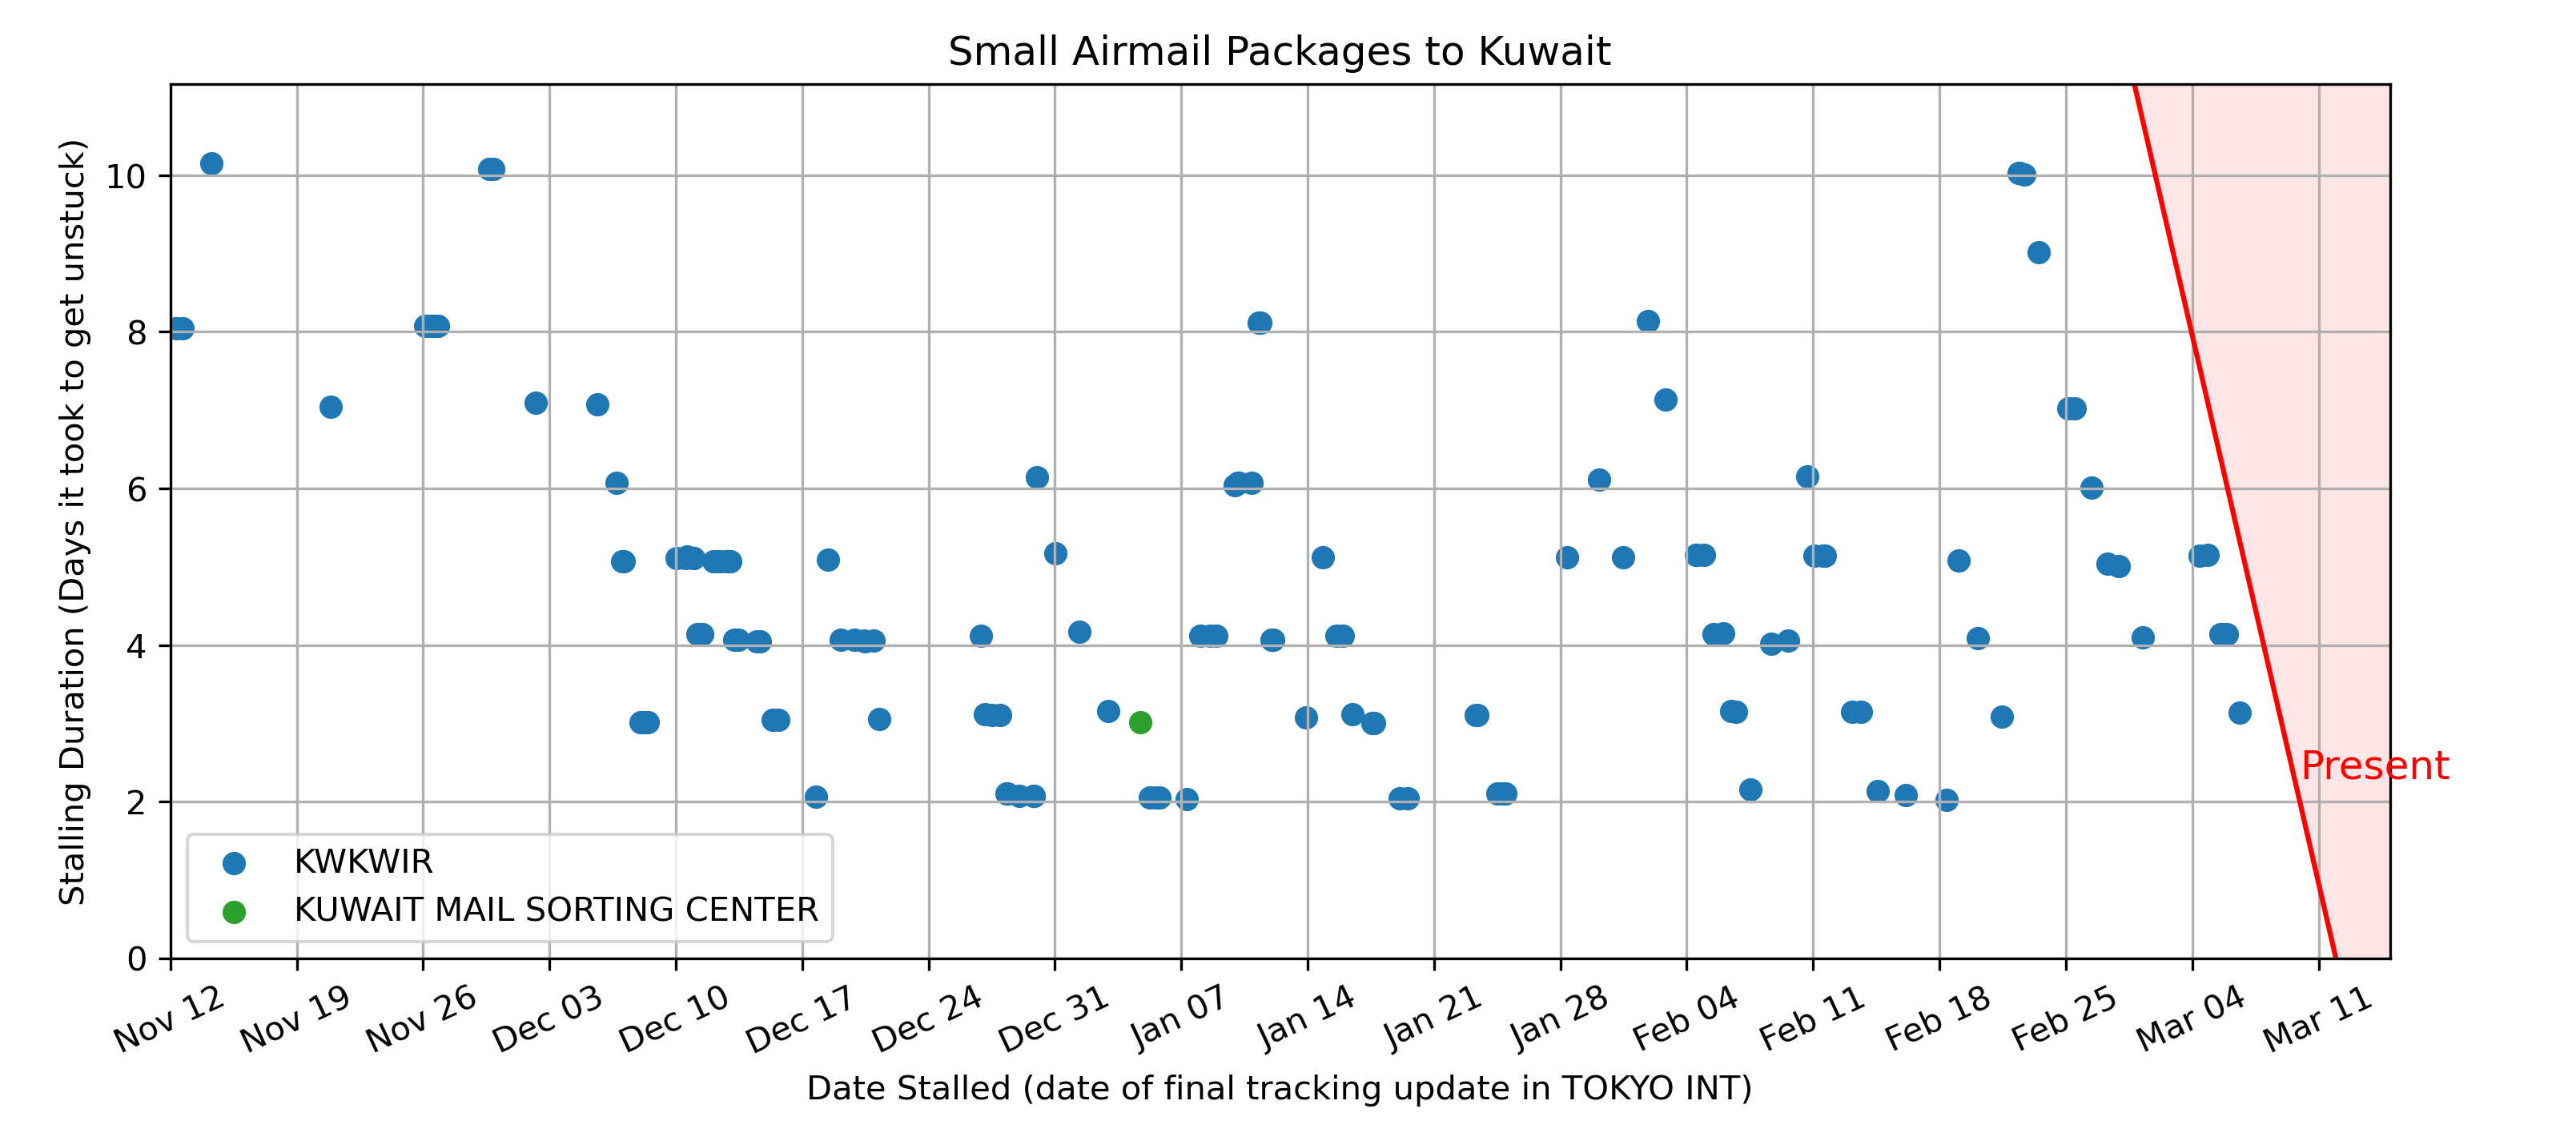 Small Airmail Packages to Kuwait
Stalling Duration (Days it took to get unstuck)
10
8
6
4
2
0
Present
KWKWIR
KUWAIT MAIL SORTING CENTER
Nov 12
Nov 19
Nov 26
Dec 03
Dec 10
Dec 17
Dec 24
Dec 31
Jan 07
Jan 14
Jan 21
Jan 28
Feb 04
Feb 11
Feb 18
Feb 25
Mar 04
Mar 11
Date Stalled (date of final tracking update in TOKYO INT)